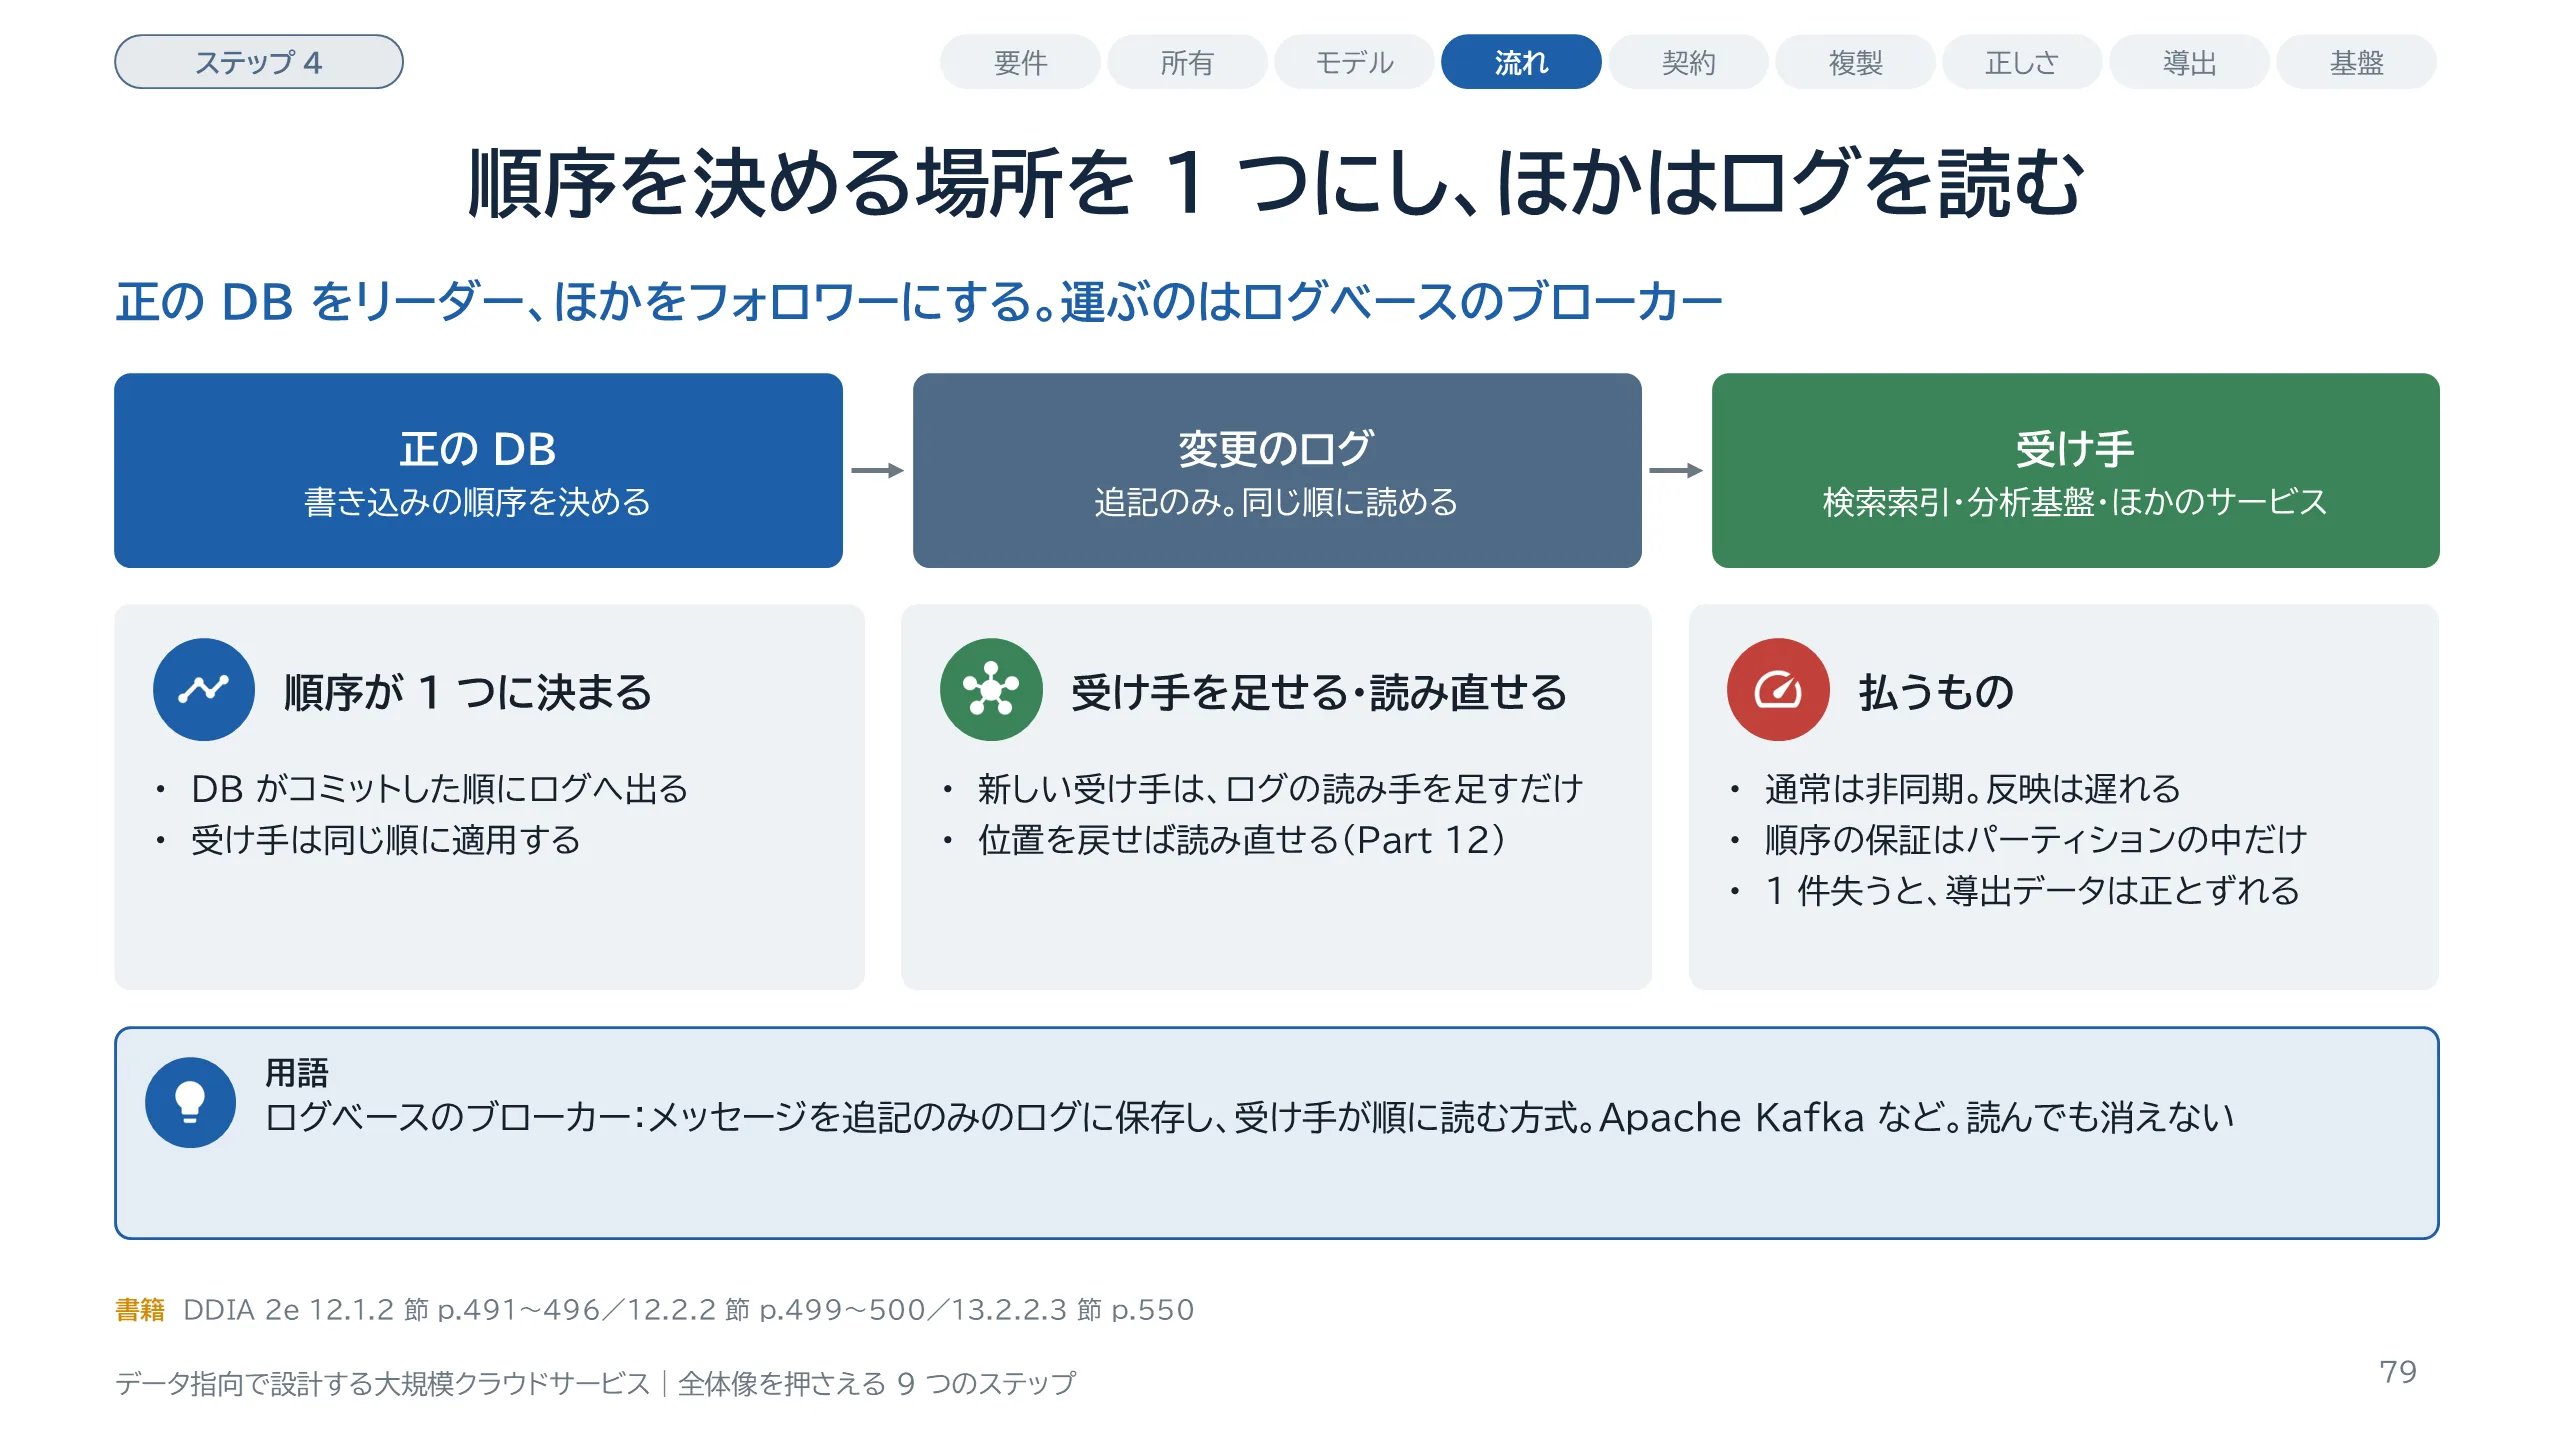 ステップ 4
要件
所有
モデル
流れ
契約
複製
正しさ
導出
基盤
順序を決める場所を 1 つにし、ほかはログを読む
正の DB をリーダー、ほかをフォロワーにする。運ぶのはログベースのブローカー
正の DB
書き込みの順序を決める
変更のログ
追記のみ。同じ順に読める
受け手
検索索引・分析基盤・ほかのサービス
順序が 1 つに決まる
・ DB がコミットした順にログへ出る
・ 受け手は同じ順に適用する
受け手を足せる・読み直せる
・ 新しい受け手は、ログの読み手を足すだけ
・ 位置を戻せば読み直せる（Part 12）
払うもの
・ 通常は非同期。反映は遅れる
・ 順序の保証はパーティションの中だけ
・ 1 件失うと、導出データは正とずれる
用語
ログベースのブローカー：メッセージを追記のみのログに保存し、受け手が順に読む方式。Apache Kafka など。読んでも消えない
書籍 DDIA 2e 12.1.2 節 p.491〜496／12.2.2 節 p.499〜500／13.2.2.3 節 p.550
データ指向で設計する大規模クラウドサービス｜全体像を押さえる 9 つのステップ
79